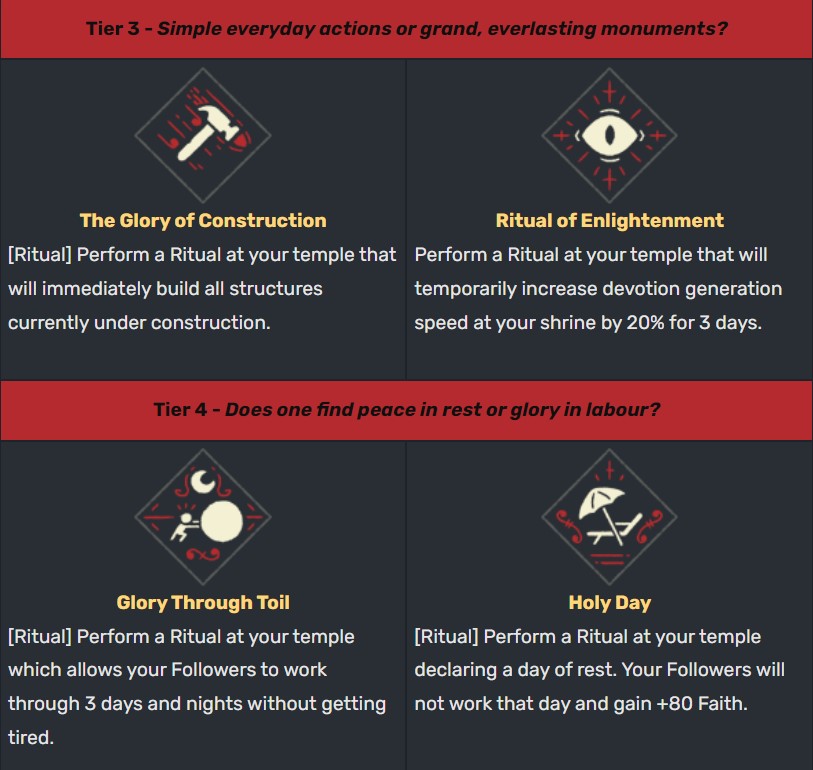 Tier 3 - Simple everyday actions or grand, everlasting monuments?
The Glory of Construction
[Ritual] Perform a Ritual at your temple that
will immediately build all structures
currently under construction.
Ritual of Enlightenment
Perform a Ritual at your temple that will
temporarily increase devotion generation
speed at your shrine by 20% for 3 days.
Tier 4 - Does one find peace in rest or glory in labour?
Glory Through Toil
[Ritual] Perform a Ritual at your temple
which allows your Followers to work
through 3 days and nights without getting
tired.
Holy Day
[Ritual] Perform a Ritual at your temple
declaring a day of rest. Your Followers will
not work that day and gain +80 Faith.